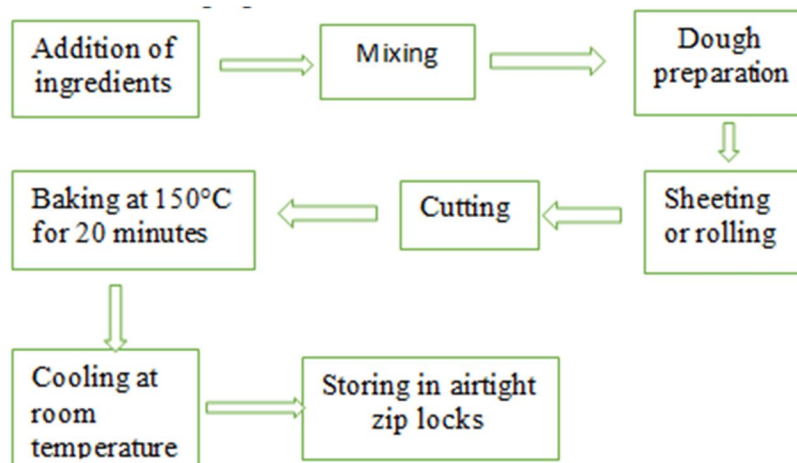 Addition of
ingredients
Mixing
Dough
preparation
Sheeting
or rolling
Cutting
Baking at 150°C
for 20 minutes
Cooling at
room
temperature
Storing in airtight
zip locks